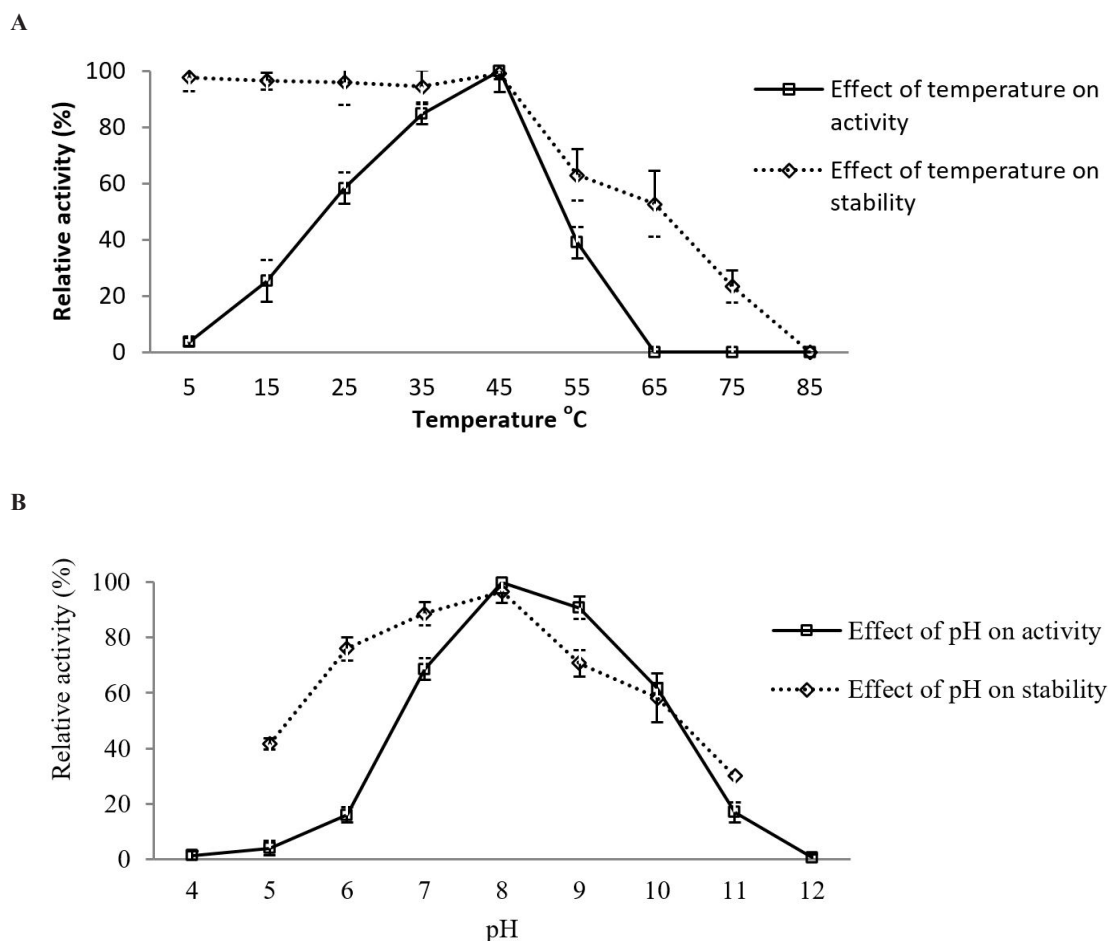 A
Relative activity (%)
100
80
60
40
20
0
5 15 25 35 45 55 65 75 85
Temperature °C
Effect of temperature on
activity
Effect of temperature on
stability
B
Relative activity (%)
100
80
60
40
20
0
4 5 6 7 8 9 10 11 12
pH
Effect of pH on activity
Effect of pH on stability